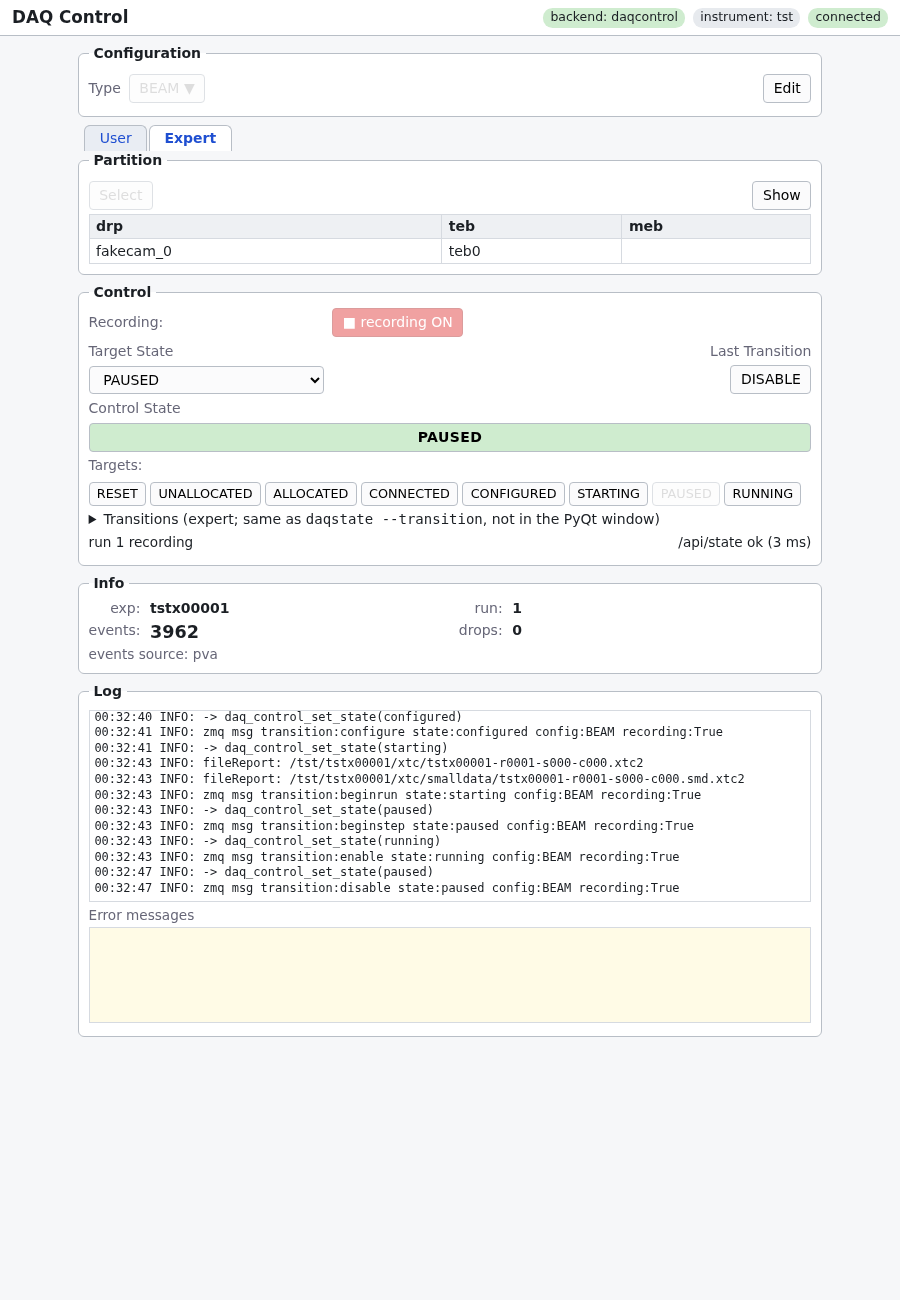 DAQ Control
backend: daqcontrol
instrument: tst
connected
Configuration
Type
BEAM ▼
Edit
User
Expert
Partition
Select
Show
drp teb meb
fakecam_0 teb0
Control
Recording:
■ recording ON
Target State
Last Transition
PAUSED
DISABLE
Control State
PAUSED
Targets:
RESET UNALLOCATED ALLOCATED CONNECTED CONFIGURED STARTING PAUSED RUNNING
▶ Transitions (expert; same as daqstate --transition, not in the PyQt window)
run 1 recording
/api/state ok (3 ms)
Info
exp: tstx00001
run: 1
events: 3962
drops: 0
events source: pva
Log
00:32:40 INFO: -> daq_control_set_state(configured)
00:32:41 INFO: zmq msg transition:configure state:configured config:BEAM recording:True
00:32:41 INFO: -> daq_control_set_state(starting)
00:32:43 INFO: fileReport: /tst/tstx00001/xtc/tstx00001-r0001-s000-c000.xtc2
00:32:43 INFO: fileReport: /tst/tstx00001/xtc/smalldata/tstx00001-r0001-s000-c000.smd.xtc2
00:32:43 INFO: zmq msg transition:beginrun state:starting config:BEAM recording:True
00:32:43 INFO: -> daq_control_set_state(paused)
00:32:43 INFO: zmq msg transition:beginstep state:paused config:BEAM recording:True
00:32:43 INFO: -> daq_control_set_state(running)
00:32:43 INFO: zmq msg transition:enable state:running config:BEAM recording:True
00:32:47 INFO: -> daq_control_set_state(paused)
00:32:47 INFO: zmq msg transition:disable state:paused config:BEAM recording:True
Error messages